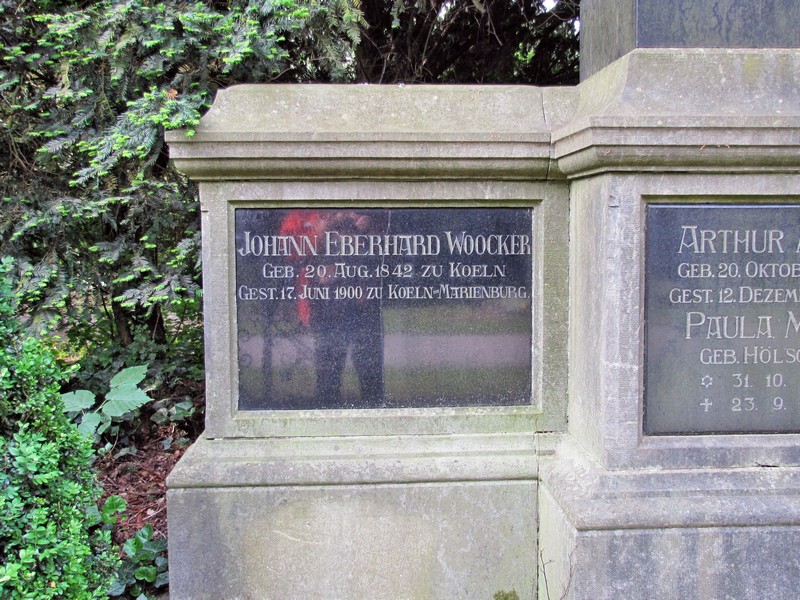 JOHANN EBERHARD WOOCKER
GEB. 20. AUG. 1842 ZU KOELN
GEST. 17. JUNI 1900 ZU KOELN-MARIENBURG.
ARTHUR
GEB. 20. OKTOB
GEST. 12. DEZEM
PAULA M
GEB. HÖLS
31. 10.
23. 9.